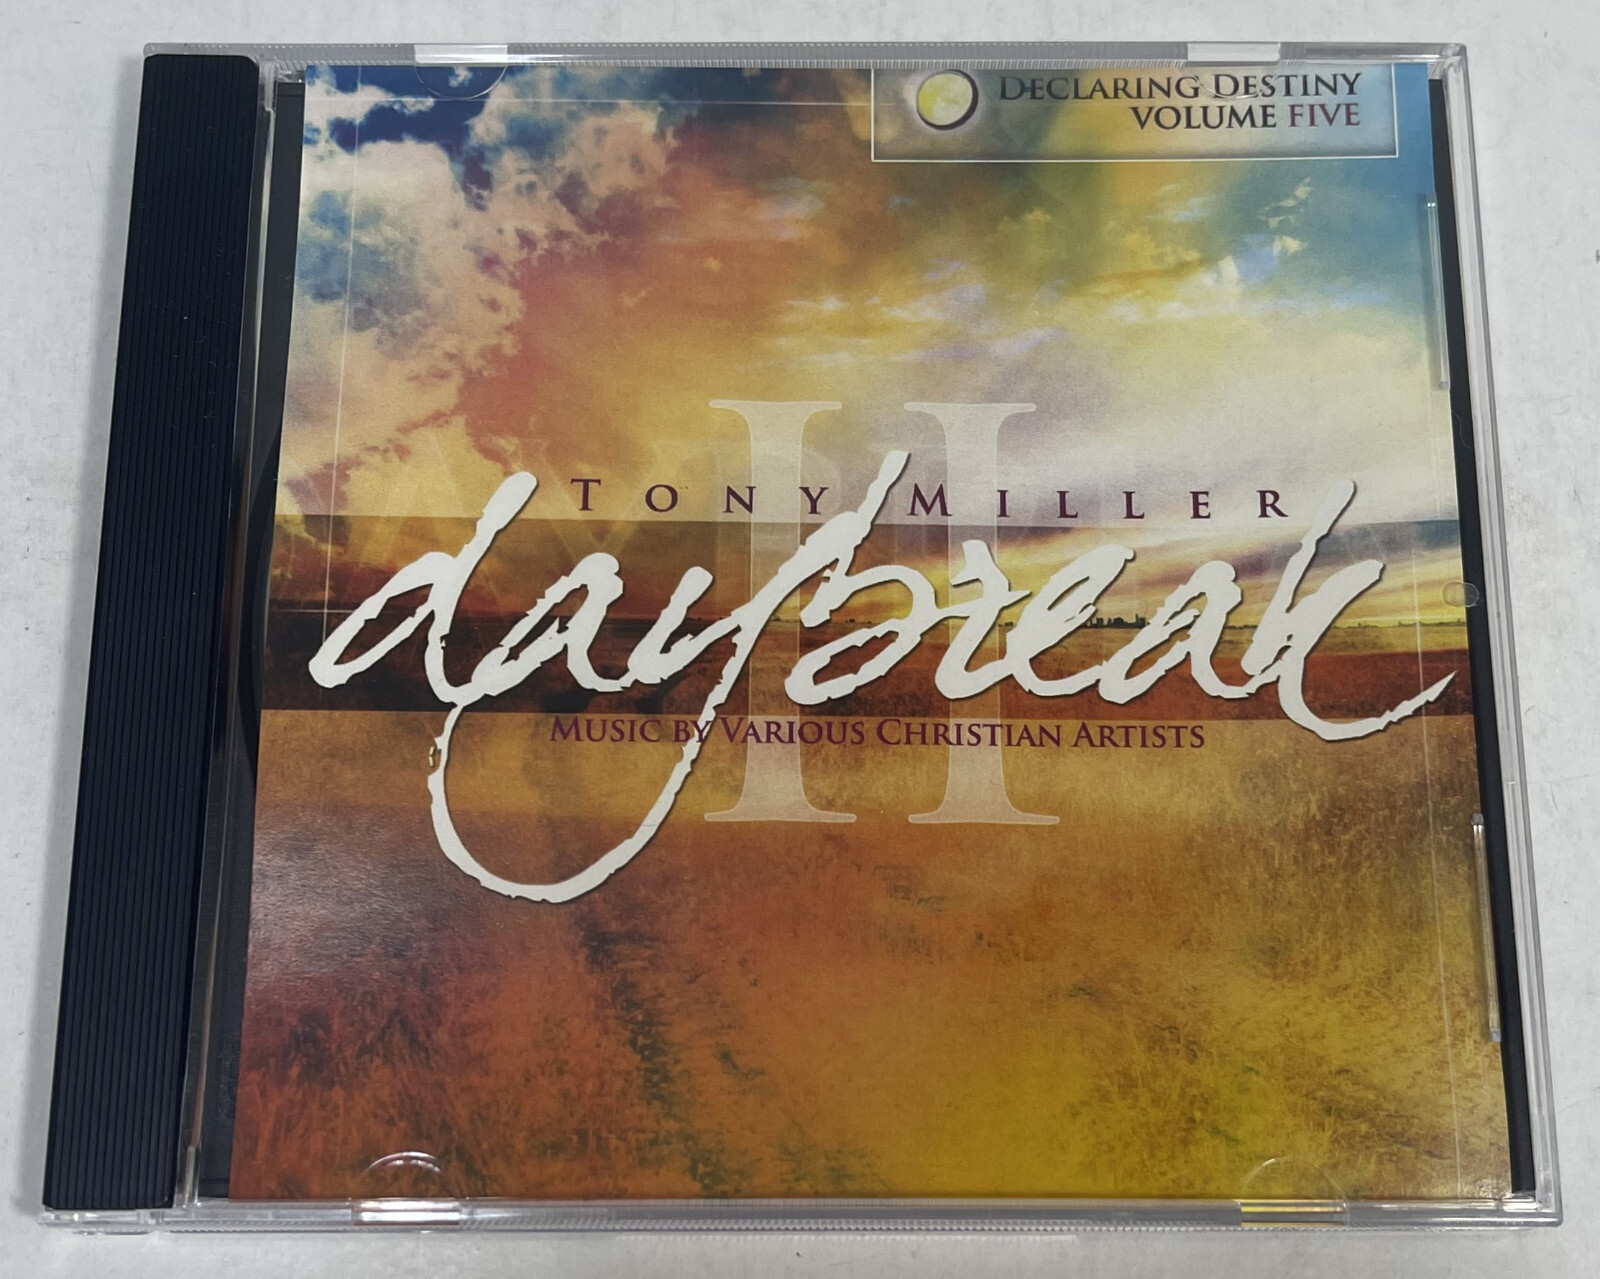 DECLARING DESTINY
VOLUME FIVE
II
TONY MILLER
daybreak
MUSIC BY VARIOUS CHRISTIAN ARTISTS